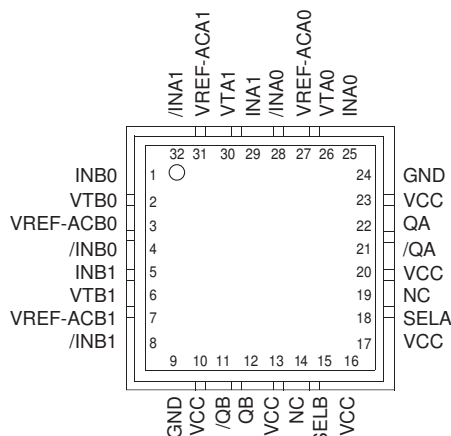 /INA1
VREF-ACA1
VTA1
INA1
/INA0
VREF-ACA0
VTA0
INA0
32 31 30 29 28 27 26 25
INB0 1
VTB0 2
VREF-ACB0 3
/INB0 4
INB1 5
VTB1 6
VREF-ACB1 7
/INB1 8
24 GND
23 VCC
22 QA
21 /QA
20 VCC
19 NC
18 SELA
17 VCC
9 10 11 12 13 14 15 16
GND
VCC
/QB
QB
VCC
NC
SELB
VCC